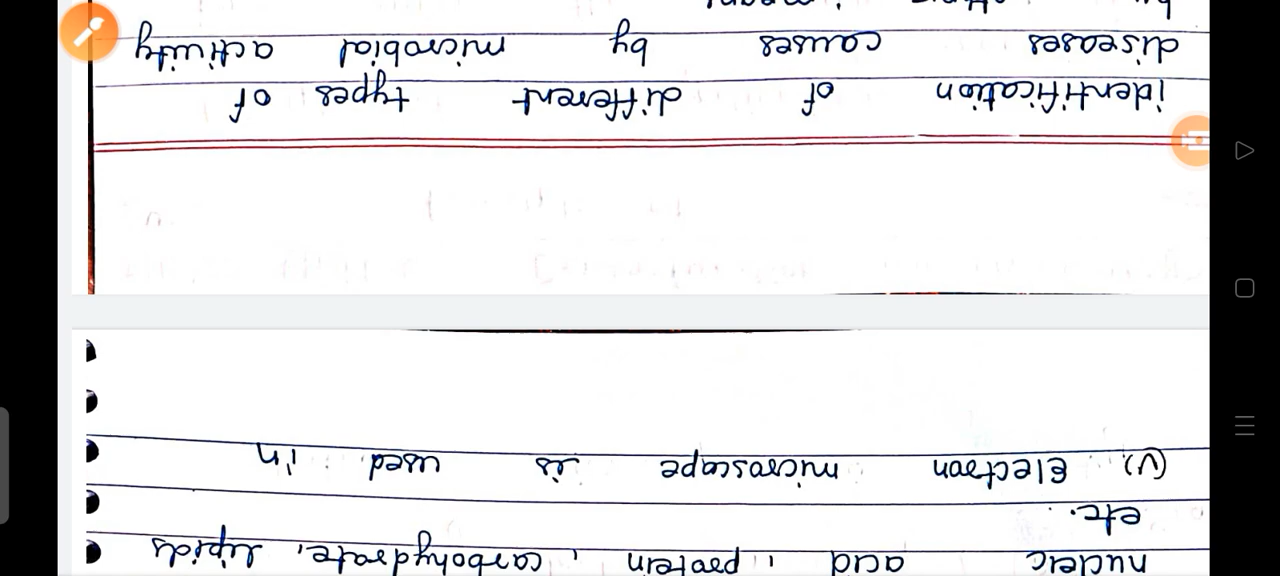 nucleic acid, protein, carbohydrate, lipids
etc.
(v). Electron microscope is used in
identification of different types of
diseases causes by microbial activity
by